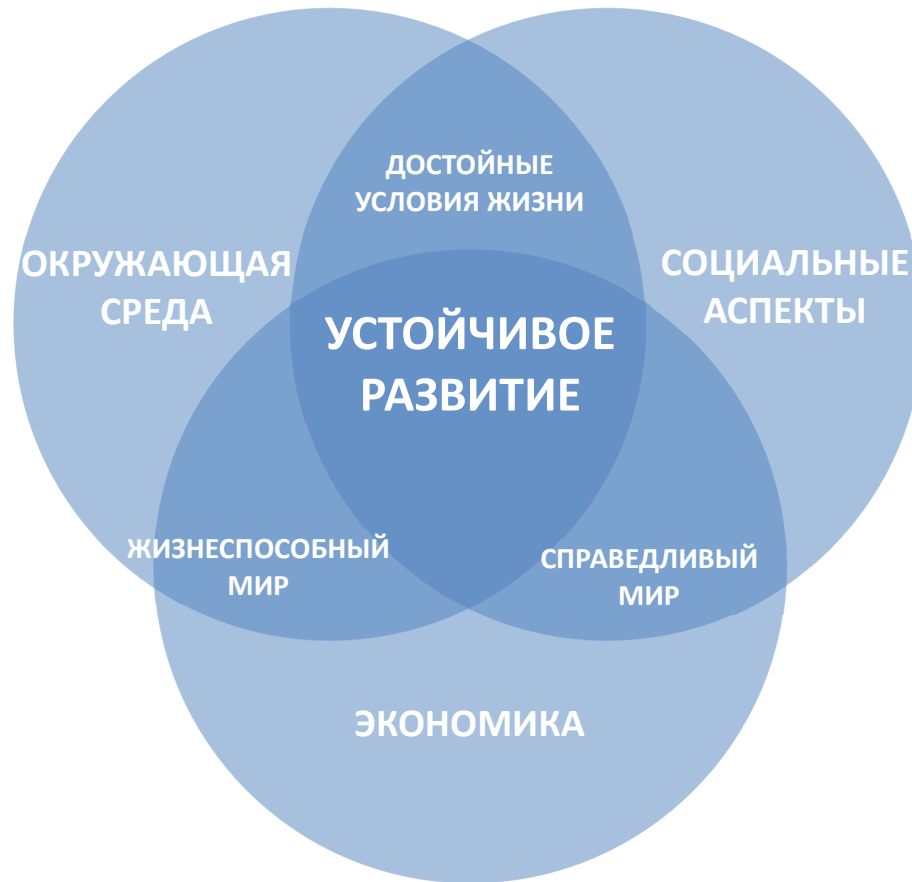 ДОСТОЙНЫЕ
УСЛОВИЯ ЖИЗНИ
ОКРУЖАЮЩАЯ
СРЕДА
СОЦИАЛЬНЫЕ
АСПЕКТЫ
УСТОЙЧИВОЕ
РАЗВИТИЕ
ЖИЗНЕСПОСОБНЫЙ
МИР
СПРАВЕДЛИВЫЙ
МИР
ЭКОНОМИКА